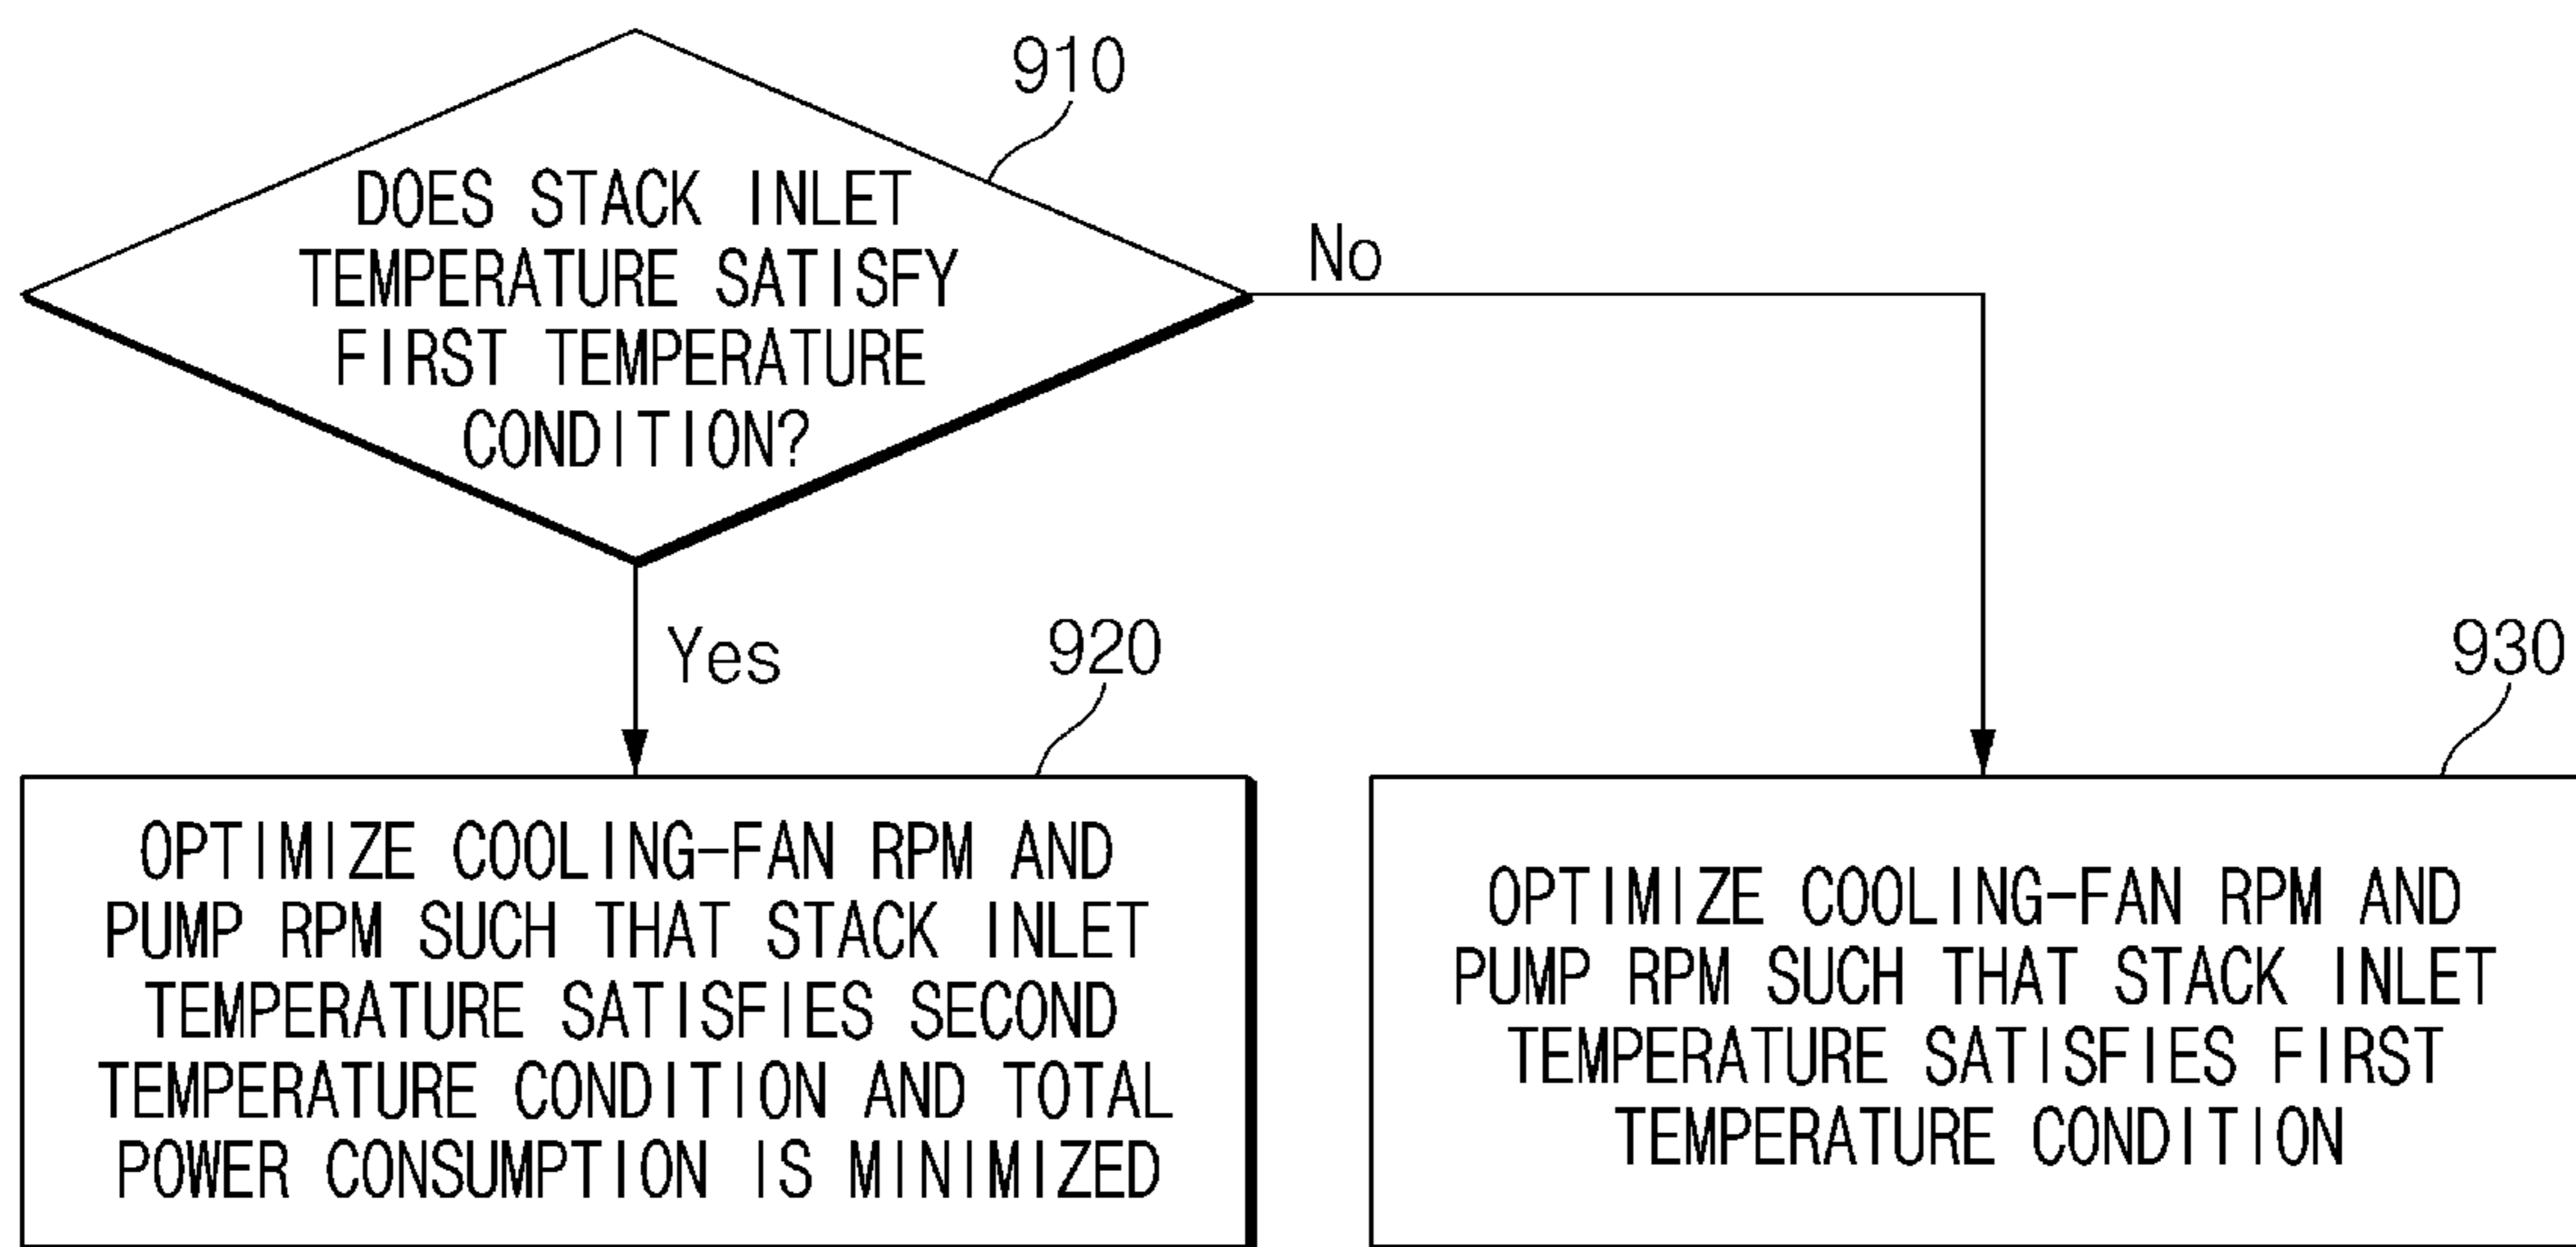 910
DOES STACK INLET
TEMPERATURE SATISFY
FIRST TEMPERATURE
CONDITION?
No
Yes
920
OPTIMIZE COOLING-FAN RPM AND
PUMP RPM SUCH THAT STACK INLET
TEMPERATURE SATISFIES SECOND
TEMPERATURE CONDITION AND TOTAL
POWER CONSUMPTION IS MINIMIZED
930
OPTIMIZE COOLING-FAN RPM AND
PUMP RPM SUCH THAT STACK INLET
TEMPERATURE SATISFIES FIRST
TEMPERATURE CONDITION